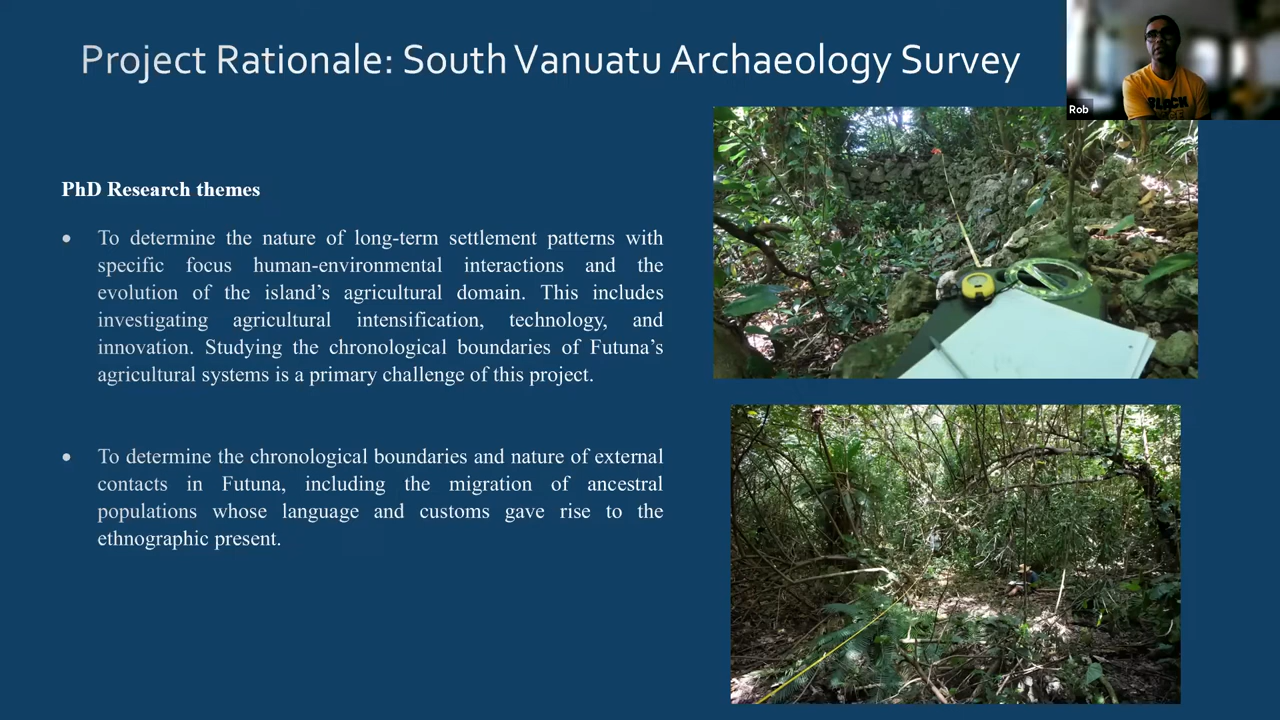 Project Rationale: South Vanuatu Archaeology Survey
Rob
BLACK
PhD Research themes
• To determine the nature of long-term settlement patterns with
specific focus human-environmental interactions and the
evolution of the island’s agricultural domain. This includes
investigating agricultural intensification, technology, and
innovation. Studying the chronological boundaries of Futuna’s
agricultural systems is a primary challenge of this project.
• To determine the chronological boundaries and nature of external
contacts in Futuna, including the migration of ancestral
populations whose language and customs gave rise to the
ethnographic present.